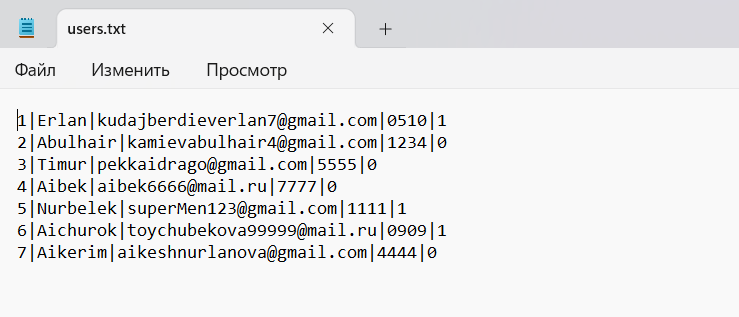 users.txt
Файл Изменить Просмотр
1|Erlan|kudajberdieverlan7@gmail.com|0510|1
2|Abulhair|kamievabulhair4@gmail.com|1234|0
3|Timur|pekkaidrago@gmail.com|5555|0
4|Aibek|aibek6666@mail.ru|7777|0
5|Nurbelek|superMen123@gmail.com|1111|1
6|Aichurok|toychubekova99999@mail.ru|0909|1
7|Aikerim|aikeshnurlanova@gmail.com|4444|0